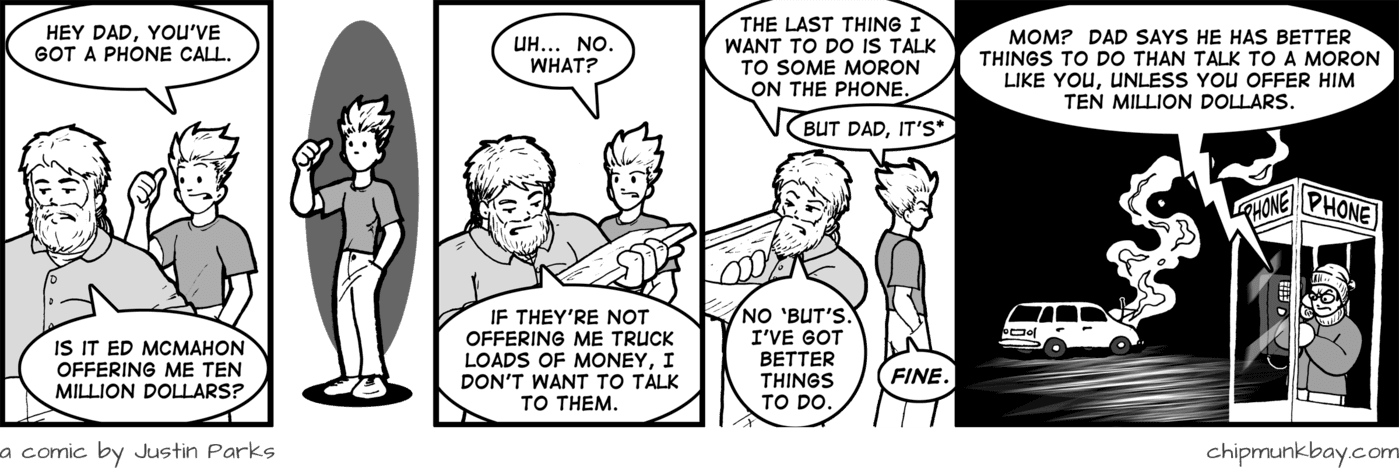 HEY DAD, YOU'VE
GOT A PHONE CALL.
IS IT ED MCMAHON
OFFERING ME TEN
MILLION DOLLARS?
UH... NO.
WHAT?
IF THEY'RE NOT
OFFERING ME TRUCK
LOADS OF MONEY, I
DON'T WANT TO TALK
TO THEM.
THE LAST THING I
WANT TO DO IS TALK
TO SOME MORON
ON THE PHONE.
BUT DAD, IT'S*
NO 'BUT'S.
I'VE GOT
BETTER
THINGS
TO DO.
FINE.
MOM? DAD SAYS HE HAS BETTER
THINGS TO DO THAN TALK TO A MORON
LIKE YOU, UNLESS YOU OFFER HIM
TEN MILLION DOLLARS.
PHONE
PHONE
a comic by Justin Parks
chipmunkbay.com